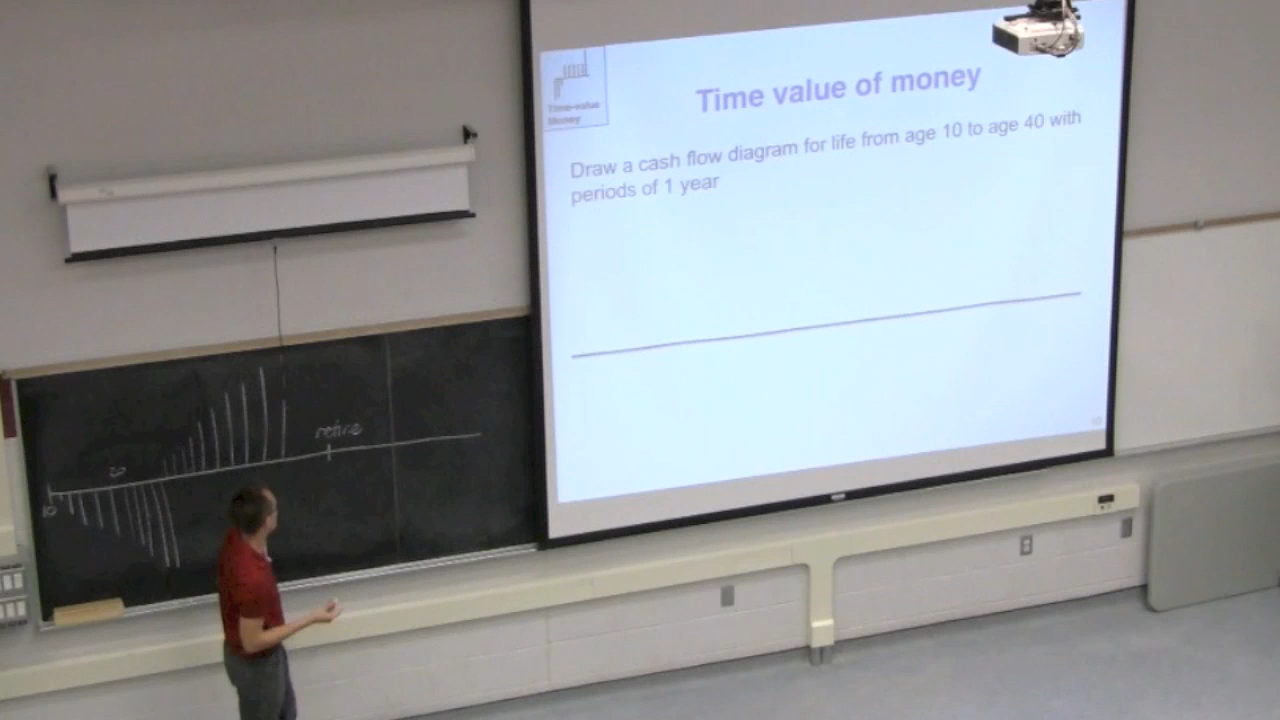 Time-value
Money
Time value of money
Draw a cash flow diagram for life from age 10 to age 40 with
periods of 1 year
retire
20
10